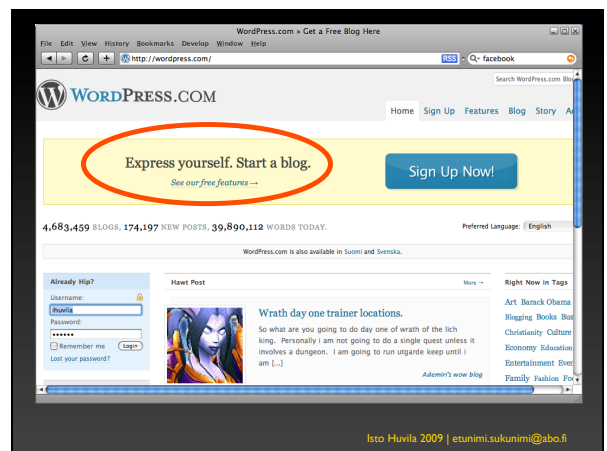 WordPress.com » Get a Free Blog Here
File Edit View History Bookmarks Develop Window Help
http://wordpress.com/ RSS facebook
Search WordPress.com Blo
WORDPRESS.COM
Home Sign Up Features Blog Story
Express yourself. Start a blog.
See our free features →
Sign Up Now!
4,683,459 BLOGS, 174,197 NEW POSTS, 39,890,112 WORDS TODAY.
Preferred Language: English
WordPress.com is also available in Suomi and Svenska.
Already Hip?
Username:
ihuvila
Password:
••••••
Remember me Login
Lost your password?
Hawt Post More →
Wrath day one trainer locations.
So what are you going to do day one of wrath of the lich
king. Personally i am not going to do a single quest unless it
involves a dungeon. I am going to run utgarde keep until i
am [...]
Ademiri's wow blog
Right Now in Tags
Art Barack Obama
Blogging Books Bus
Christianity Culture
Economy Education
Entertainment Even
Family Fashion Foo
Isto Huvila 2009 | etunimi.sukunimi@abo.fi